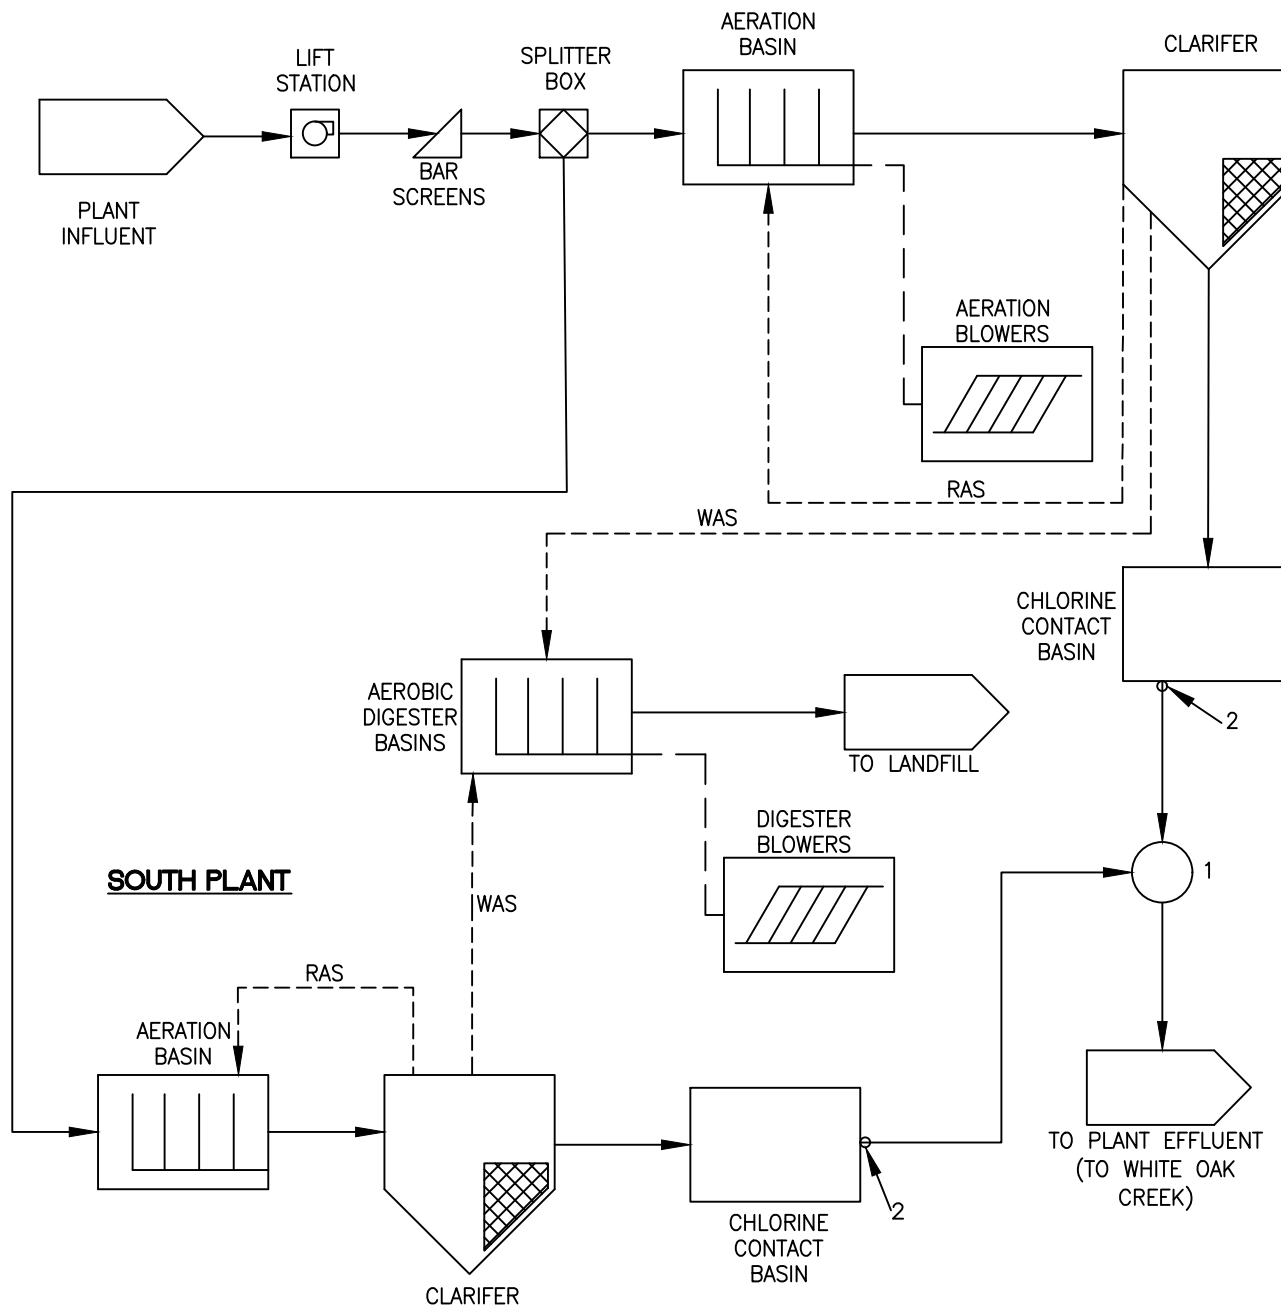 AERATION
BASIN
CLARIFER
LIFT
STATION
SPLITTER
BOX
BAR
SCREENS
PLANT
INFLUENT
AERATION
BLOWERS
RAS
WAS
CHLORINE
CONTACT
BASIN
2
AEROBIC
DIGESTER
BASINS
TO LANDFILL
DIGESTER
BLOWERS
1
SOUTH PLANT
WAS
RAS
AERATION
BASIN
TO PLANT EFFLUENT
(TO WHITE OAK
CREEK)
2
CHLORINE
CONTACT
BASIN
CLARIFER